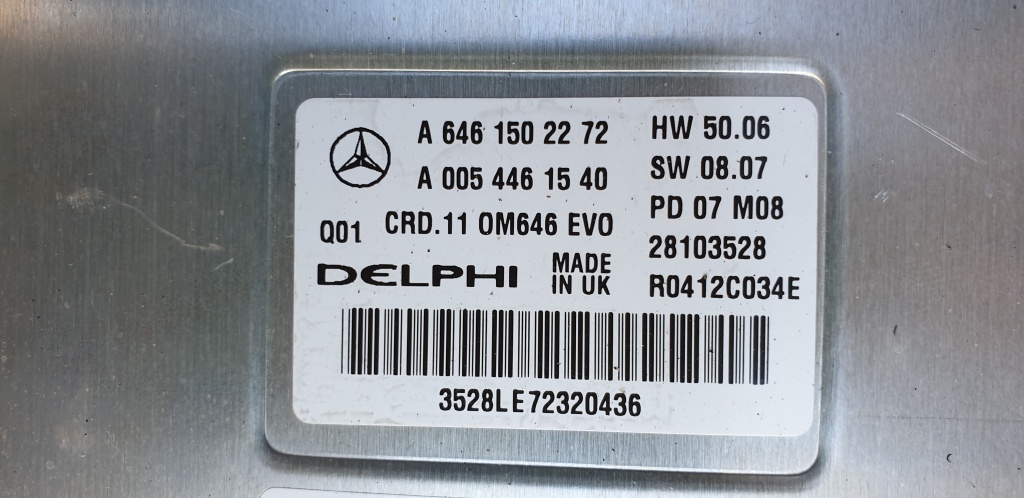 A 646 150 22 72
HW 50.06
A 005 446 15 40
SW 08.07
Q01 CRD.11 OM646 EVO
PD 07 M08
DELPHI
MADE
IN UK
28103528
R0412C034E
3528LE72320436